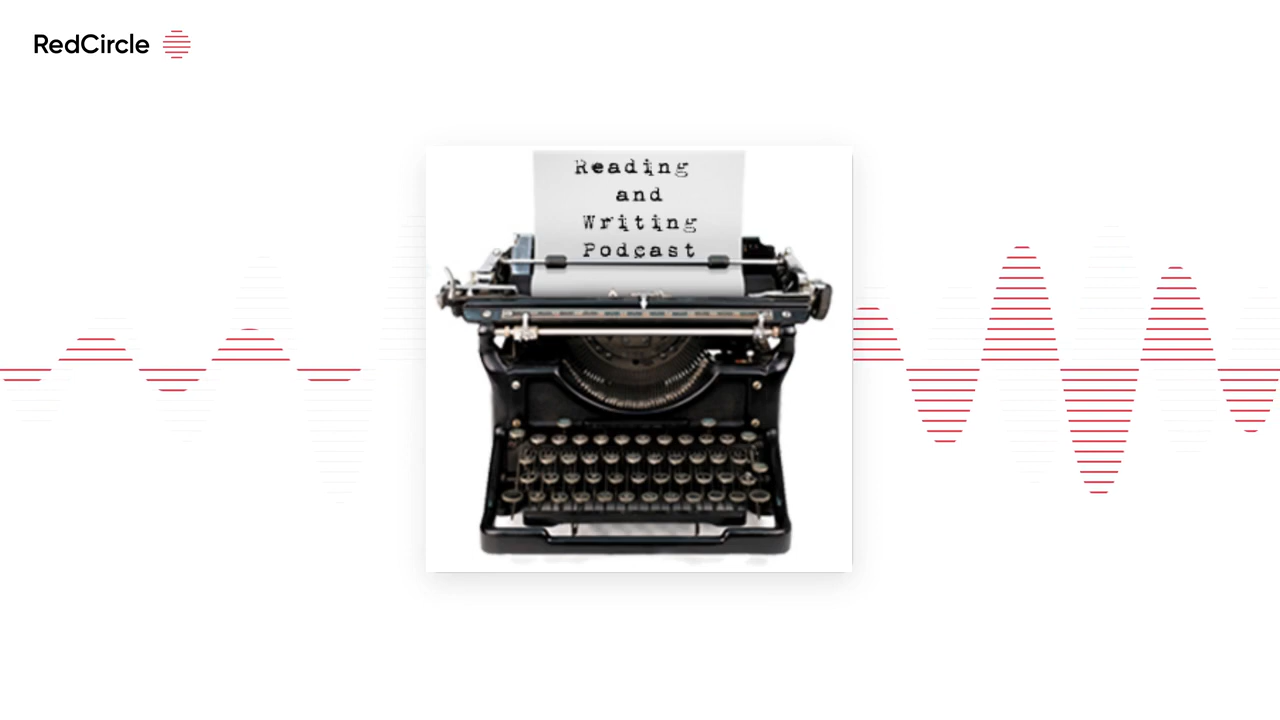 RedCircle
Reading
and
Writing
Podcast